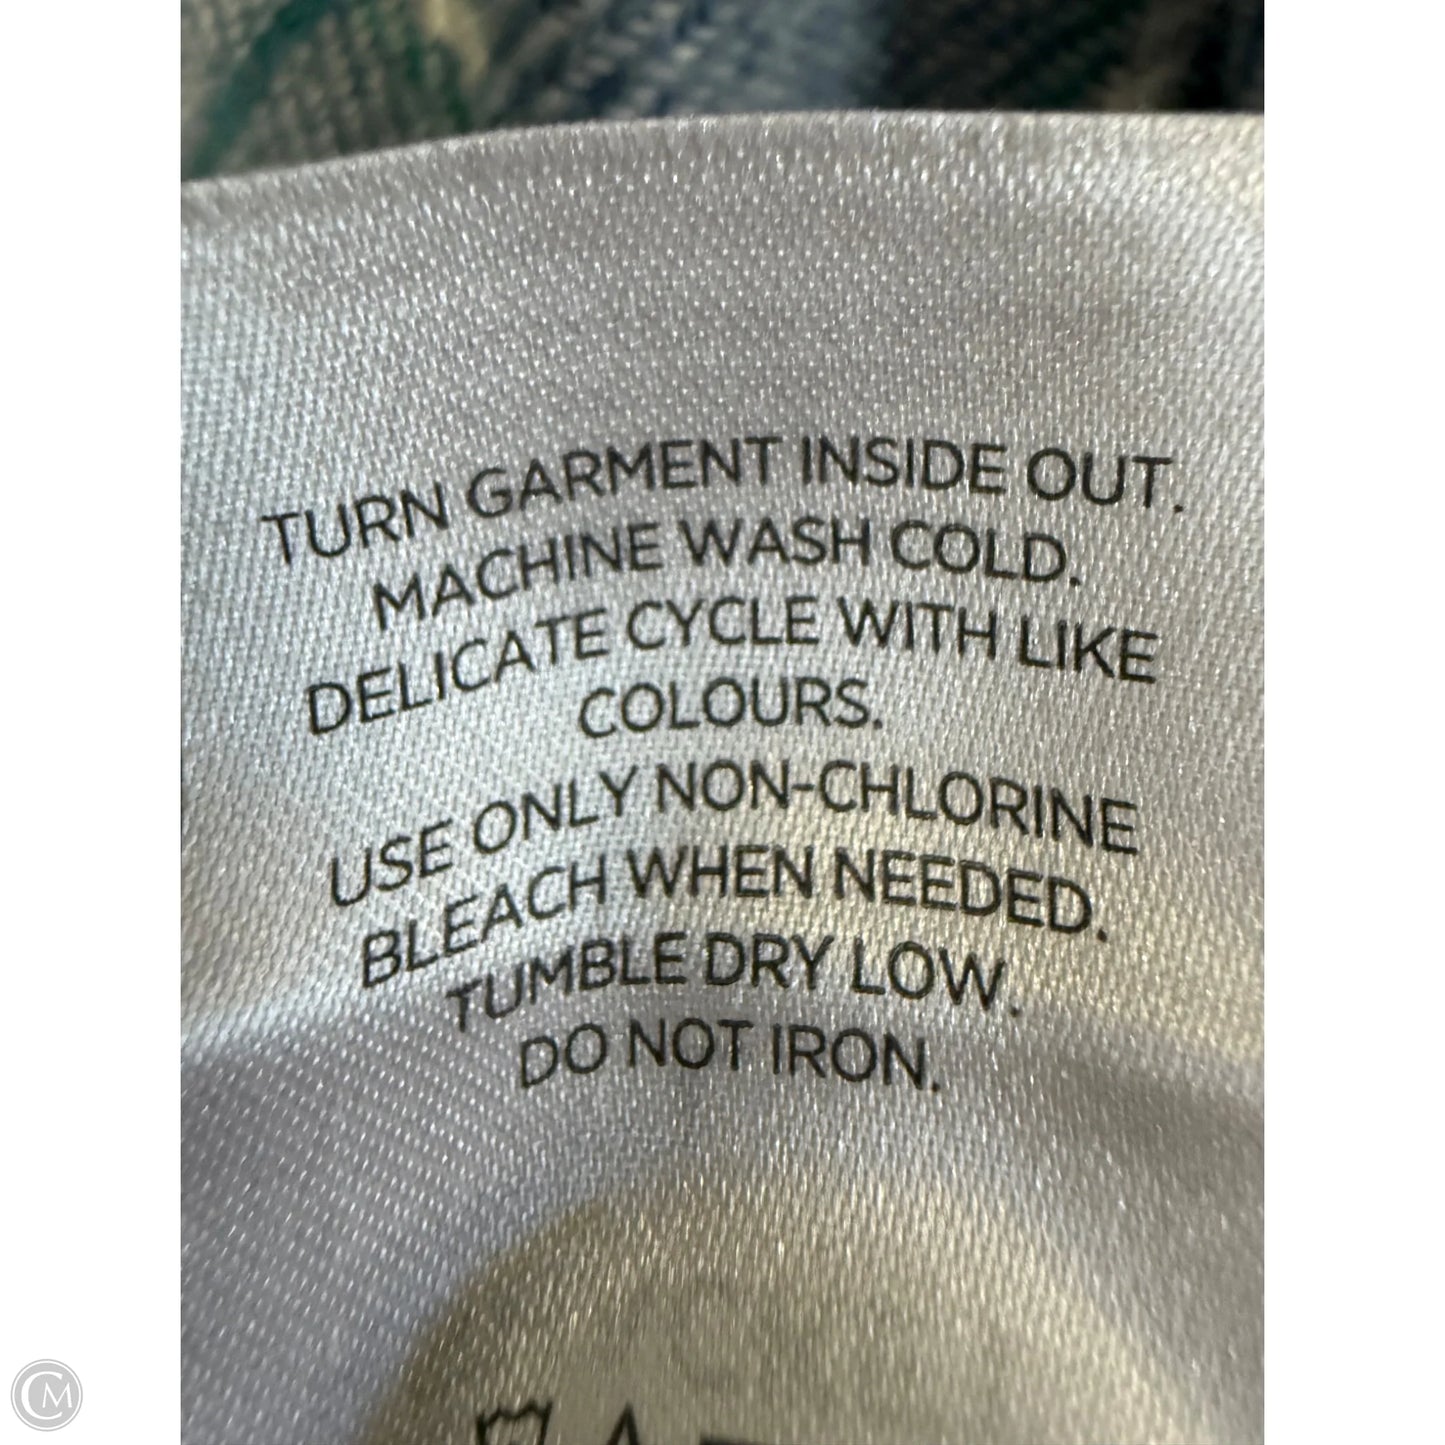 TURN GARMENT INSIDE OUT.
MACHINE WASH COLD.
DELICATE CYCLE WITH LIKE
COLOURS.
USE ONLY NON-CHLORINE
BLEACH WHEN NEEDED.
TUMBLE DRY LOW.
DO NOT IRON.
CM